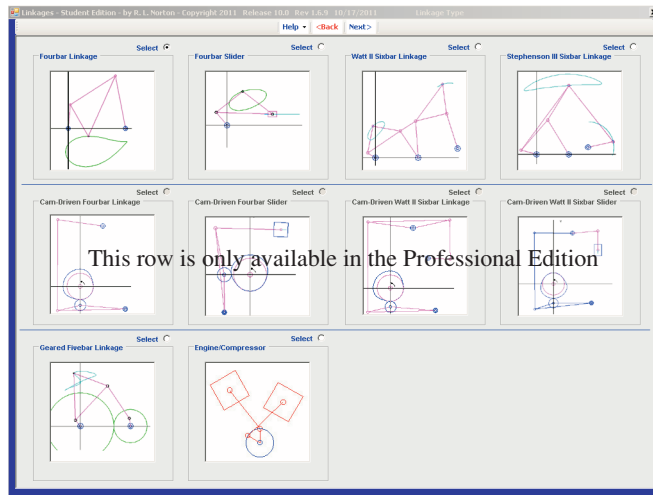 Linkages - Student Edition - by R. L. Norton - Copyright 2011 Release 10.0 Rev 1.6.9 10/17/2011 Linkage Type
Help <Back Next>
Select Select Select Select
Fourbar Linkage Fourbar Slider Watt II Sixbar Linkage Stephenson III Sixbar Linkage
Select Select Select Select
Cam-Driven Fourbar Linkage Cam-Driven Fourbar Slider Cam-Driven Watt II Sixbar Linkage Cam-Driven Watt II Sixbar Slider
This row is only available in the Professional Edition
Select Select
Geared Fivebar Linkage Engine/Compressor